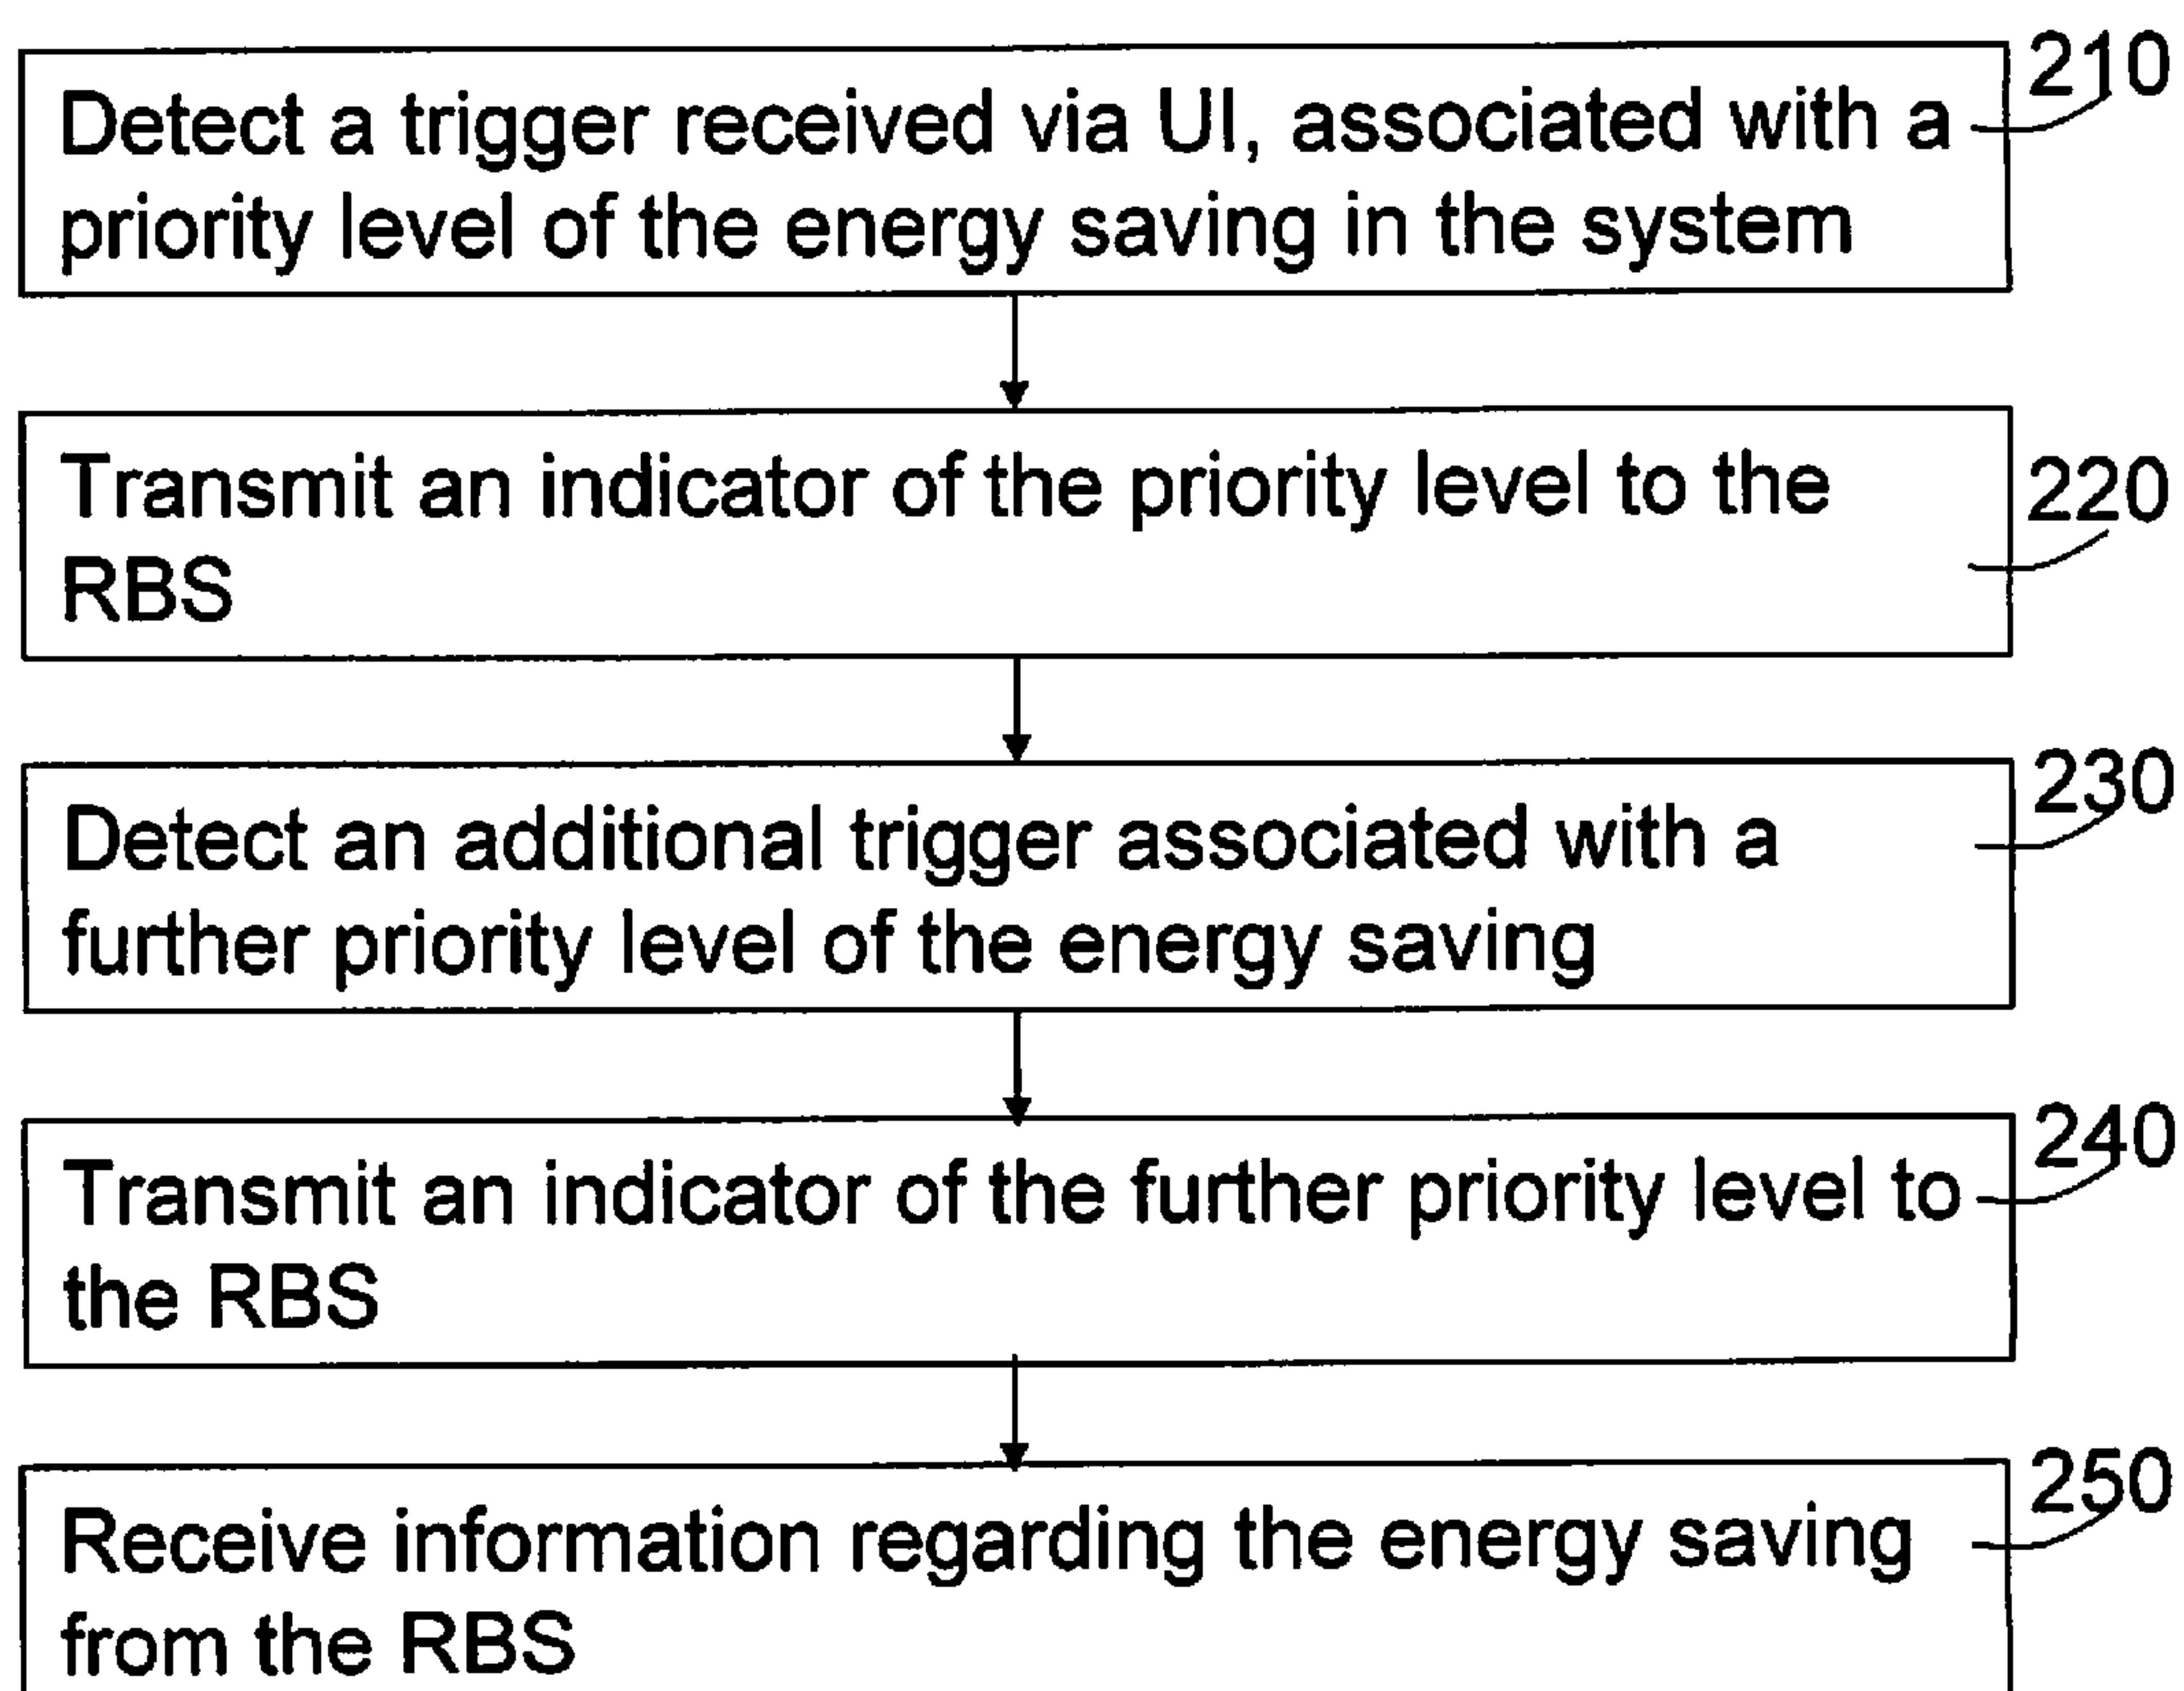 210
Detect a trigger received via UI, associated with a
priority level of the energy saving in the system
Transmit an indicator of the priority level to the
220
RBS
230
Detect an additional trigger associated with a
further priority level of the energy saving
240
Transmit an indicator of the further priority level to
the RBS
250
Receive information regarding the energy saving
from the RBS